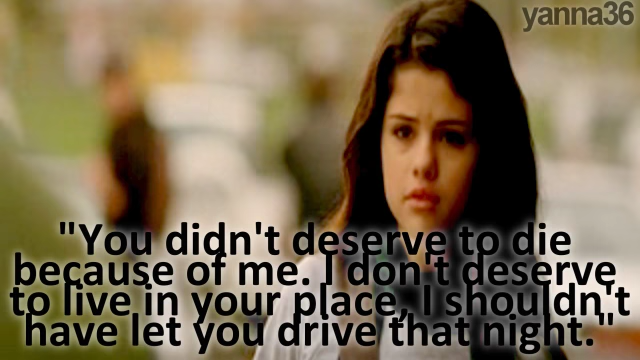 yanna36
"You didn't deserve to die
because of me. I don't deserve
to live in your place, I shouldn't
have let you drive that night."